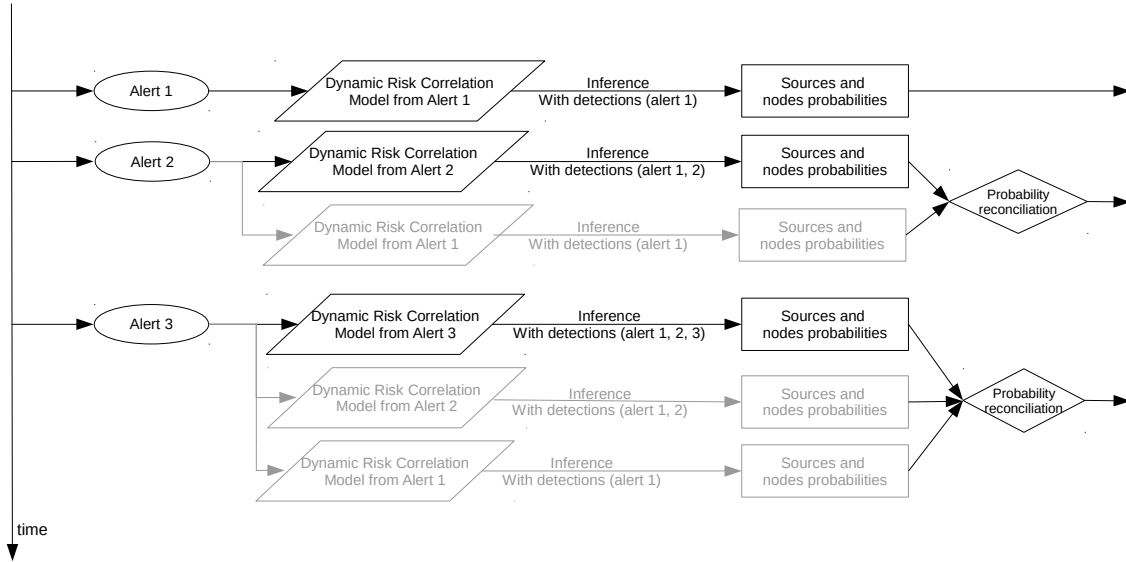 Alert 1
Dynamic Risk Correlation
Model from Alert 1
Inference
With detections (alert 1)
Sources and
nodes probabilities
Alert 2
Dynamic Risk Correlation
Model from Alert 2
Inference
With detections (alert 1, 2)
Sources and
nodes probabilities
Dynamic Risk Correlation
Model from Alert 1
Inference
With detections (alert 1)
Sources and
nodes probabilities
Probability
reconciliation
Alert 3
Dynamic Risk Correlation
Model from Alert 3
Inference
With detections (alert 1, 2, 3)
Sources and
nodes probabilities
Dynamic Risk Correlation
Model from Alert 2
Inference
With detections (alert 1, 2)
Sources and
nodes probabilities
Probability
reconciliation
Dynamic Risk Correlation
Model from Alert 1
Inference
With detections (alert 1)
Sources and
nodes probabilities
time